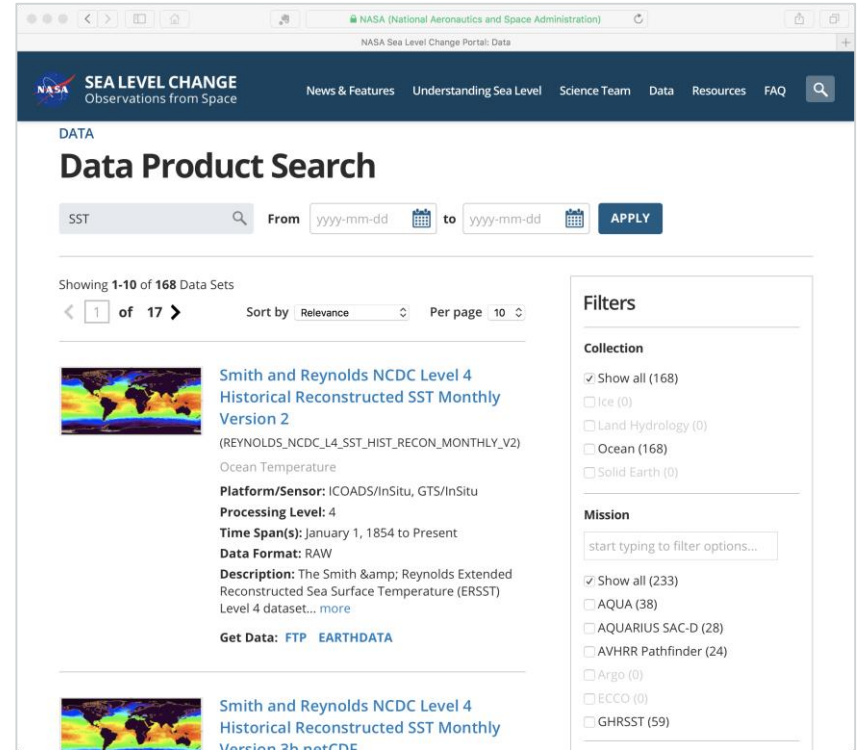 NASA (National Aeronautics and Space Administration)
NASA Sea Level Change Portal: Data
NASA
SEA LEVEL CHANGE
Observations from Space
News & Features Understanding Sea Level Science Team Data Resources FAQ
DATA
Data Product Search
SST From yyyy-mm-dd to yyyy-mm-dd APPLY
Showing 1-10 of 168 Data Sets
1 of 17 Sort by Relevance Per page 10
Smith and Reynolds NCDC Level 4
Historical Reconstructed SST Monthly
Version 2
(REYNOLDS_NCDC_L4_SST_HIST_RECON_MONTHLY_V2)
Ocean Temperature
Platform/Sensor: ICOADS/InSitu, GTS/InSitu
Processing Level: 4
Time Span(s): January 1, 1854 to Present
Data Format: RAW
Description: The Smith &amp; Reynolds Extended
Reconstructed Sea Surface Temperature (ERSST)
Level 4 dataset... more
Get Data: FTP EARTHDATA
Smith and Reynolds NCDC Level 4
Historical Reconstructed SST Monthly
Version 3b netCDF
Filters
Collection
Show all (168)
Ice (0)
Land Hydrology (0)
Ocean (168)
Solid Earth (0)
Mission
start typing to filter options...
Show all (233)
AQUA (38)
AQUARIUS SAC-D (28)
AVHRR Pathfinder (24)
Argo (0)
ECCO (0)
GHRSST (59)